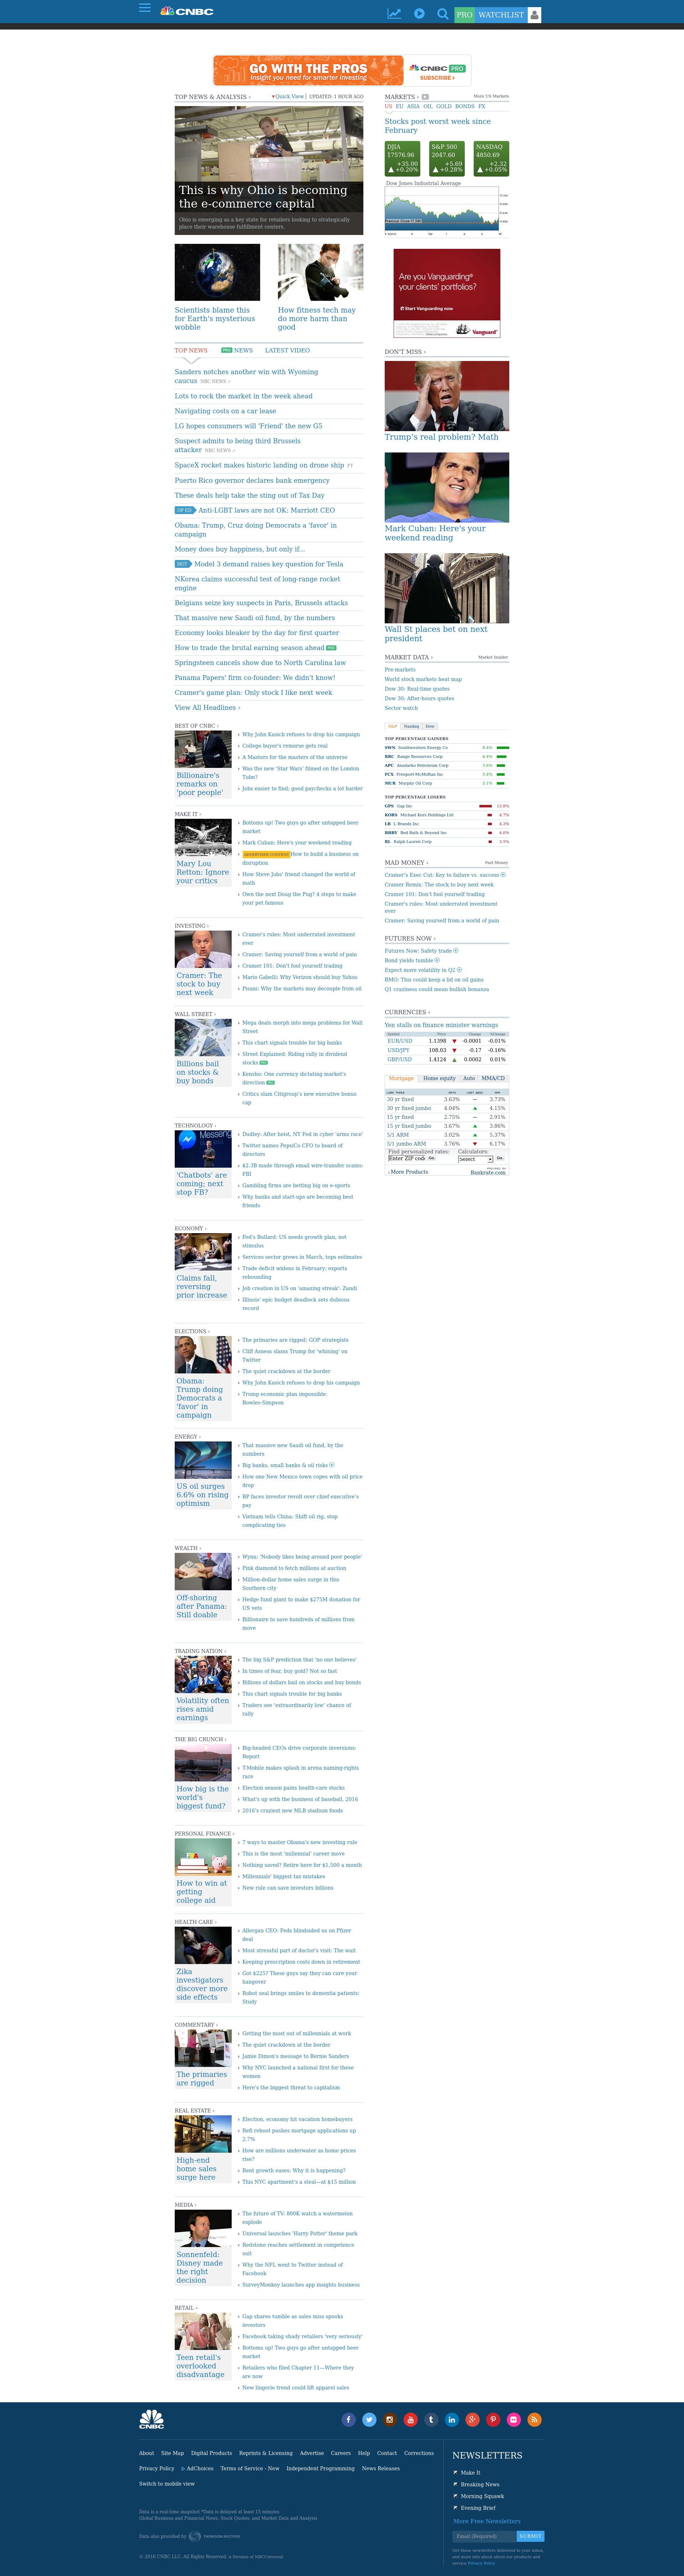 CNBC
PRO WATCHLIST
GO WITH THE PROS
Insight you need for smarter investing
CNBC PRO
SUBSCRIBE ▸
TOP NEWS & ANALYSIS ›
▾Quick View | UPDATED: 1 HOUR AGO
This is why Ohio is becoming
the e-commerce capital
Ohio is emerging as a key state for retailers looking to strategically
place their warehouse fulfillment centers.
Scientists blame this
for Earth's mysterious
wobble
How fitness tech may
do more harm than
good
TOP NEWS
PRO NEWS
LATEST VIDEO
Sanders notches another win with Wyoming
caucus NBC NEWS
Lots to rock the market in the week ahead
Navigating costs on a car lease
LG hopes consumers will 'Friend' the new G5
Suspect admits to being third Brussels
attacker NBC NEWS
SpaceX rocket makes historic landing on drone ship FT
Puerto Rico governor declares bank emergency
These deals help take the sting out of Tax Day
OP ED Anti-LGBT laws are not OK: Marriott CEO
Obama: Trump, Cruz doing Democrats a 'favor' in
campaign
Money does buy happiness, but only if...
HOT Model 3 demand raises key question for Tesla
NKorea claims successful test of long-range rocket
engine
Belgians seize key suspects in Paris, Brussels attacks
That massive new Saudi oil fund, by the numbers
Economy looks bleaker by the day for first quarter
How to trade the brutal earning season ahead PRO
Springsteen cancels show due to North Carolina law
Panama Papers' firm co-founder: We didn't know!
Cramer's game plan: Only stock I like next week
View All Headlines ›
BEST OF CNBC ›
Billionaire's
remarks on
'poor people'
Why John Kasich refuses to drop his campaign
College buyer's remorse gets real
A Masters for the masters of the universe
Was the new 'Star Wars' filmed on the London
Tube?
Jobs easier to find; good paychecks a lot harder
MAKE IT ›
Mary Lou
Retton: Ignore
your critics
Bottoms up! Two guys go after untapped beer
market
Mark Cuban: Here's your weekend reading
ADVERTISER CONTENT How to build a business on
disruption
How Steve Jobs' friend changed the world of
math
Own the next Doug the Pug? 4 steps to make
your pet famous
INVESTING ›
Cramer: The
stock to buy
next week
Cramer's rules: Most underrated investment
ever
Cramer: Saving yourself from a world of pain
Cramer 101: Don't fool yourself trading
Mario Gabelli: Why Verizon should buy Yahoo
Pisani: Why the markets may decouple from oil
WALL STREET ›
Billions bail
on stocks &
buy bonds
Mega deals morph into mega problems for Wall
Street
This chart signals trouble for big banks
Street Explained: Riding rally in dividend
stocks PRO
Kensho: One currency dictating market's
direction PRO
Critics slam Citigroup's new executive bonus
cap
TECHNOLOGY ›
'Chatbots' are
coming; next
stop FB?
Dudley: After heist, NY Fed in cyber 'arms race'
Twitter names PepsiCo CFO to board of
directors
$2.3B made through email wire-transfer scams:
FBI
Gambling firms are betting big on e-sports
Why banks and start-ups are becoming best
friends
ECONOMY ›
Claims fall,
reversing
prior increase
Fed's Bullard: US needs growth plan, not
stimulus
Services sector grows in March, tops estimates
Trade deficit widens in February; exports
rebounding
Job creation in US on 'amazing streak': Zandi
Illinois' epic budget deadlock sets dubious
record
ELECTIONS ›
Obama:
Trump doing
Democrats a
'favor' in
campaign
The primaries are rigged: GOP strategists
Cliff Asness slams Trump for 'whining' on
Twitter
The quiet crackdown at the border
Why John Kasich refuses to drop his campaign
Trump economic plan impossible:
Bowles-Simpson
ENERGY ›
US oil surges
6.6% on rising
optimism
That massive new Saudi oil fund, by the
numbers
Big banks, small banks & oil risks
How one New Mexico town copes with oil price
drop
BP faces investor revolt over chief executive's
pay
Vietnam tells China: Shift oil rig, stop
complicating ties
WEALTH ›
Off-shoring
after Panama:
Still doable
Wynn: 'Nobody likes being around poor people'
Pink diamond to fetch millions at auction
Million-dollar home sales surge in this
Southern city
Hedge fund giant to make $275M donation for
US vets
Billionaire to save hundreds of millions from
mew
TRADING NATION ›
Volatility often
rises amid
earnings
The big S&P prediction that 'no one believes'
In times of fear, buy gold? Not so fast
Billions of dollars bail on stocks and buy bonds
This chart signals trouble for big banks
Traders see 'extraordinarily low' chance of
rally
THE BIG CRUNCH ›
How big is the
world's
biggest fund?
Big-headed CEOs drive corporate inversions:
Report
T-Mobile makes splash in arena naming-rights
race
Election season pains health-care stocks
What's up with the business of baseball, 2016
2016's craziest new MLB stadium foods
PERSONAL FINANCE ›
How to win at
getting
college aid
7 ways to master Obama's new investing rule
This is the most 'millennial' career move
Nothing saved? Retire here for $1,500 a month
Millennials' biggest tax mistakes
New rule can save investors billions
HEALTH CARE ›
Zika
investigators
discover more
side effects
Allergan CEO: Feds blindsided us on Pfizer
deal
Most stressful part of doctor's visit: The wait
Keeping prescription costs down in retirement
Got $225? These guys say they can cure your
hangover
Robot seal brings smiles to dementia patients:
Study
COMMENTARY ›
The primaries
are rigged
Getting the most out of millennials at work
The quiet crackdown at the border
Jamie Dimon's message to Bernie Sanders
Why NYC launched a national first for these
women
Here's the biggest threat to capitalism
REAL ESTATE ›
High-end
home sales
surge here
Election, economy hit vacation homebuyers
Refi reboot pushes mortgage applications up
2.7%
How are millions underwater as home prices
rise?
Rent growth eases: Why it is happening?
This NYC apartment's a steal—at $15 million
MEDIA ›
Sonnenfeld:
Disney made
the right
decision
The future of TV: 800K watch a watermelon
explode
Universal launches 'Harry Potter' theme park
Redstone reaches settlement in competence
suit
Why the NFL went to Twitter instead of
Facebook
SurveyMonkey launches app insights business
RETAIL ›
Teen retail's
overlooked
disadvantage
Gap shares tumble as sales miss spooks
investors
Facebook taking shady retailers 'very seriously'
Bottoms up! Two guys go after untapped beer
market
Retailers who filed Chapter 11—Where they
are now
New lingerie trend could lift apparel sales
MARKETS ›
More US Markets
US EU ASIA OIL GOLD BONDS FX
Stocks post worst week since
February
DJIA
17576.96
+35.00
+0.20%
S&P 500
2047.60
+5.69
+0.28%
NASDAQ
4850.69
+2.32
+0.05%
Dow Jones Industrial Average
Are you Vanguarding®
your clients' portfolios?
Start Vanguarding now
Vanguard
DON'T MISS ›
Trump's real problem? Math
Mark Cuban: Here's your
weekend reading
Wall St places bet on next
president
MARKET DATA ›
Market Insider
Pre-markets
World stock markets heat map
Dow 30: Real-time quotes
Dow 30: After-hours quotes
Sector watch
S&P Nasdaq Dow
TOP PERCENTAGE GAINERS
SWN Southwestern Energy Co 8.4%
RRC Range Resources Corp 6.4%
APC Anadarko Petroleum Corp 5.6%
FCX Freeport-McMoRan Inc 5.4%
MUR Murphy Oil Corp 5.1%
TOP PERCENTAGE LOSERS
GPS Gap Inc 13.8%
KORS Michael Kors Holdings Ltd 4.7%
LB L Brands Inc 4.3%
BBBY Bed Bath & Beyond Inc 4.0%
RL Ralph Lauren Corp 3.5%
MAD MONEY ›
Fast Money
Cramer's Exec Cut: Key to failure vs. success
Cramer Remix: The stock to buy next week
Cramer 101: Don't fool yourself trading
Cramer's rules: Most underrated investment
ever
Cramer: Saving yourself from a world of pain
FUTURES NOW ›
Futures Now: Safety trade
Bond yields tumble
Expect more volatility in Q2
BMO: This could keep a lid on oil gains
Q1 craziness could mean bullish bonanza
CURRENCIES ›
Yen stalls on finance minister warnings
Symbol Price Change %Change
EUR/USD 1.1398 -0.0001 -0.01%
USD/JPY 108.03 -0.17 -0.16%
GBP/USD 1.4124 0.0002 0.01%
Mortgage Home equity Auto MMA/CD
30 yr fixed 3.63% 3.73%
30 yr fixed jumbo 4.04% 4.15%
15 yr fixed 2.75% 2.91%
15 yr fixed jumbo 3.67% 3.86%
5/1 ARM 3.02% 5.37%
5/1 jumbo ARM 3.76% 6.17%
Find personalized rates:
Calculators:
Enter ZIP code Go
Select Go
› More Products
Bankrate.com
CNBC
About Site Map Digital Products Reprints & Licensing Advertise Careers Help Contact Corrections
Privacy Policy AdChoices Terms of Service - New Independent Programming News Releases
Switch to mobile view
NEWSLETTERS
Make It
Breaking News
Morning Squawk
Evening Brief
More Free Newsletters
Email (Required) SUBMIT
Get these newsletters delivered to your inbox,
and more info about about our products and
service. Privacy Policy
Data is a real-time snapshot *Data is delayed at least 15 minutes
Global Business and Financial News, Stock Quotes, and Market Data and Analysis
Data also provided by THOMSON REUTERS
© 2016 CNBC LLC. All Rights Reserved. A Division of NBCUniversal